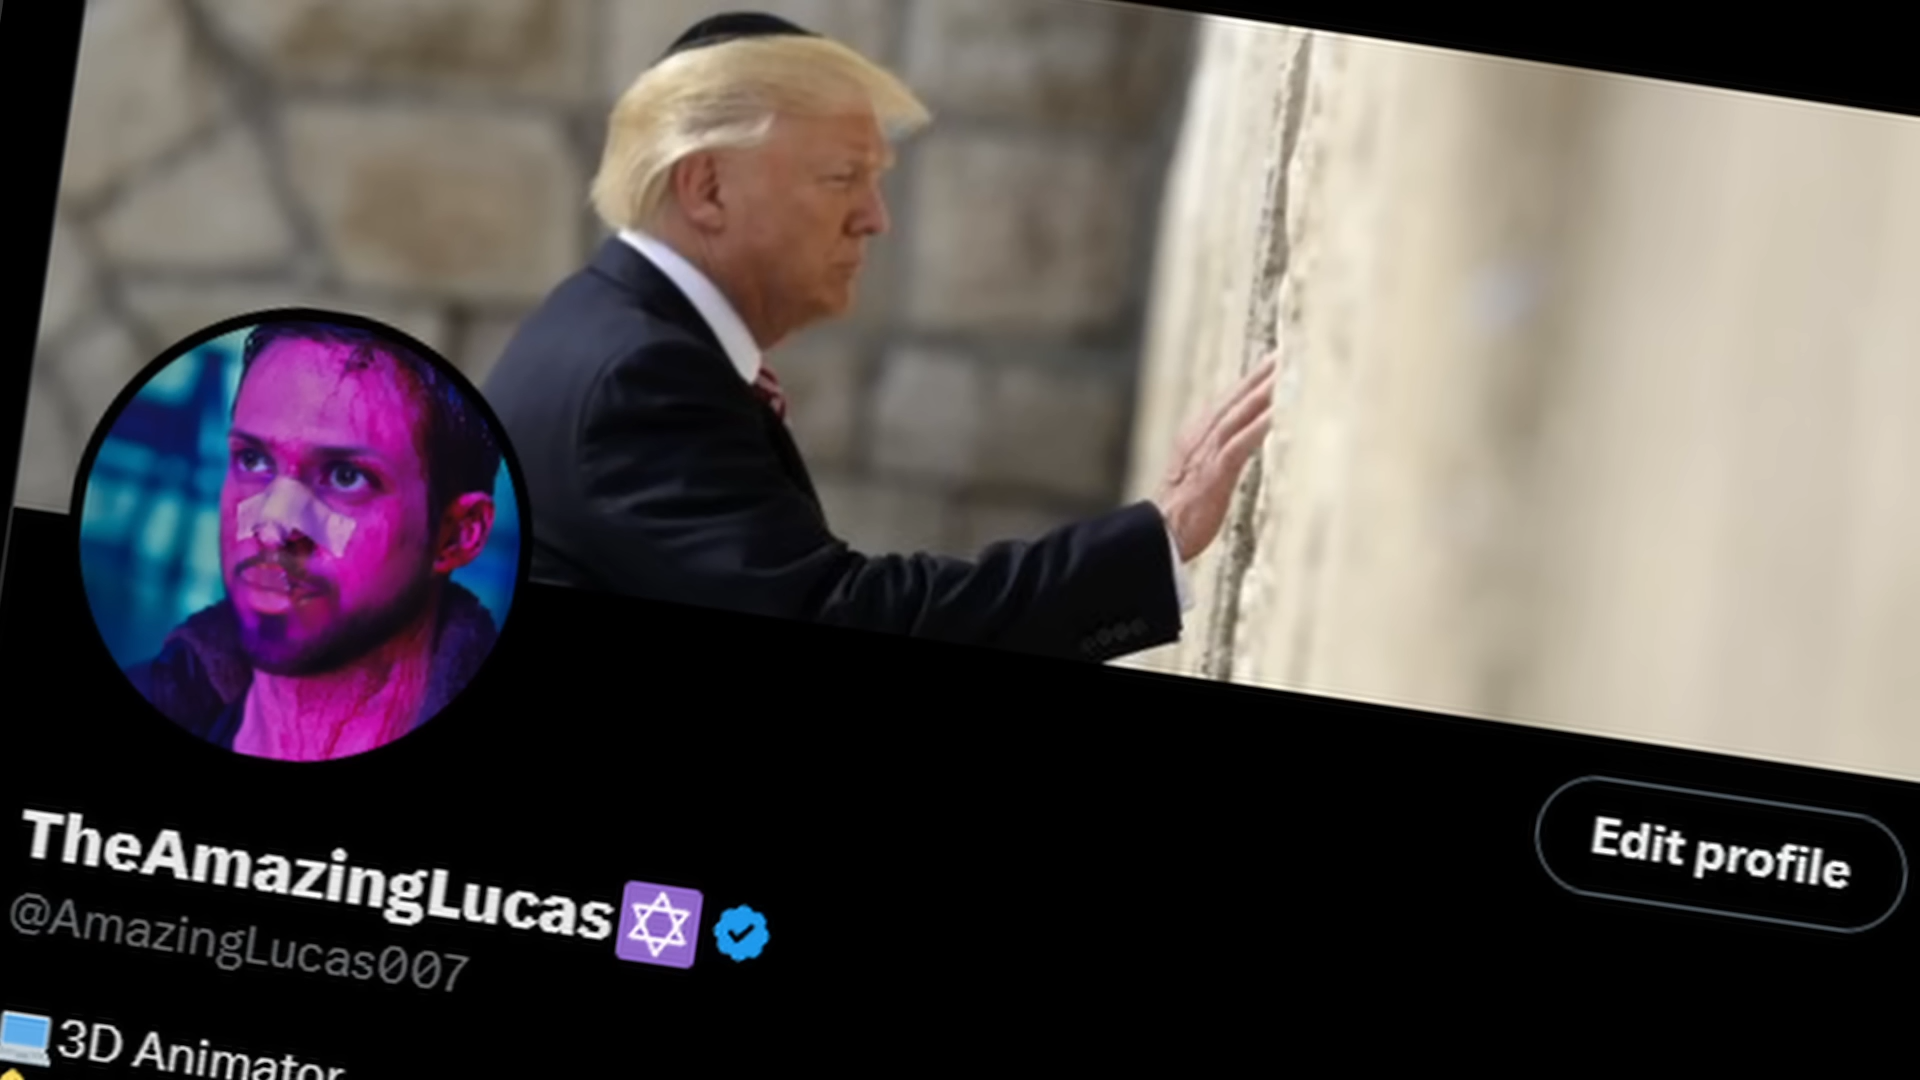 Edit profile
TheAmazingLucas✡️
@AmazingLucas007
💻3D Animator